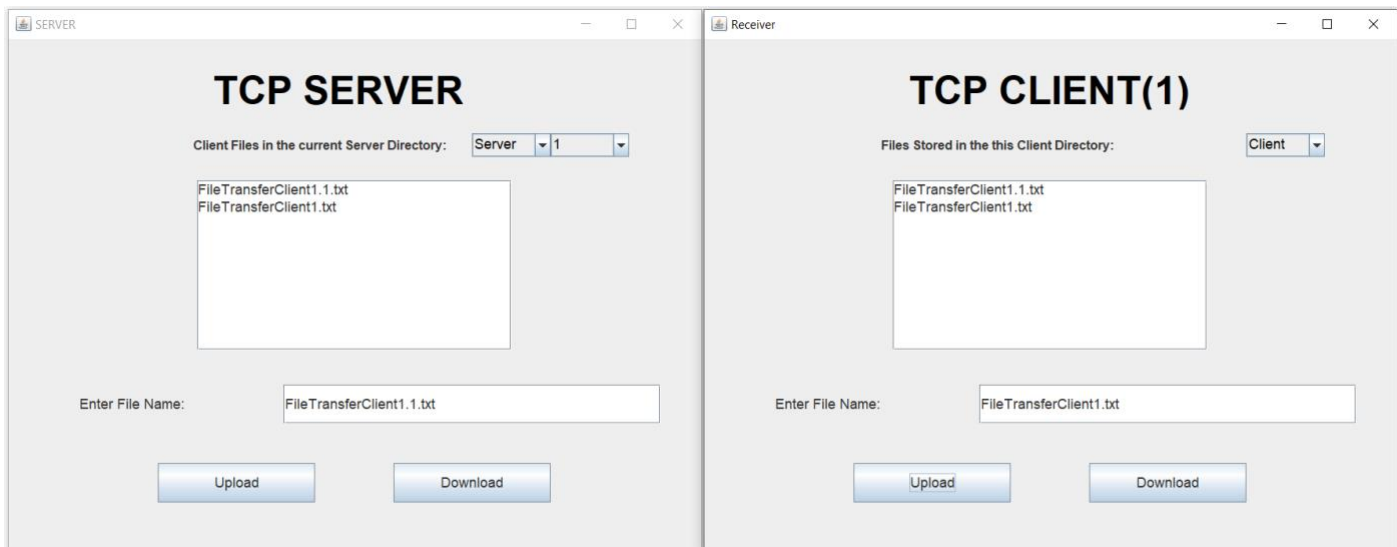 SERVER
TCP SERVER
Client Files in the current Server Directory: Server 1
FileTransferClient1.1.txt
FileTransferClient1.txt
Enter File Name: FileTransferClient1.1.txt
Upload Download
Receiver
TCP CLIENT(1)
Files Stored in the this Client Directory: Client
FileTransferClient1.1.txt
FileTransferClient1.txt
Enter File Name: FileTransferClient1.txt
Upload Download